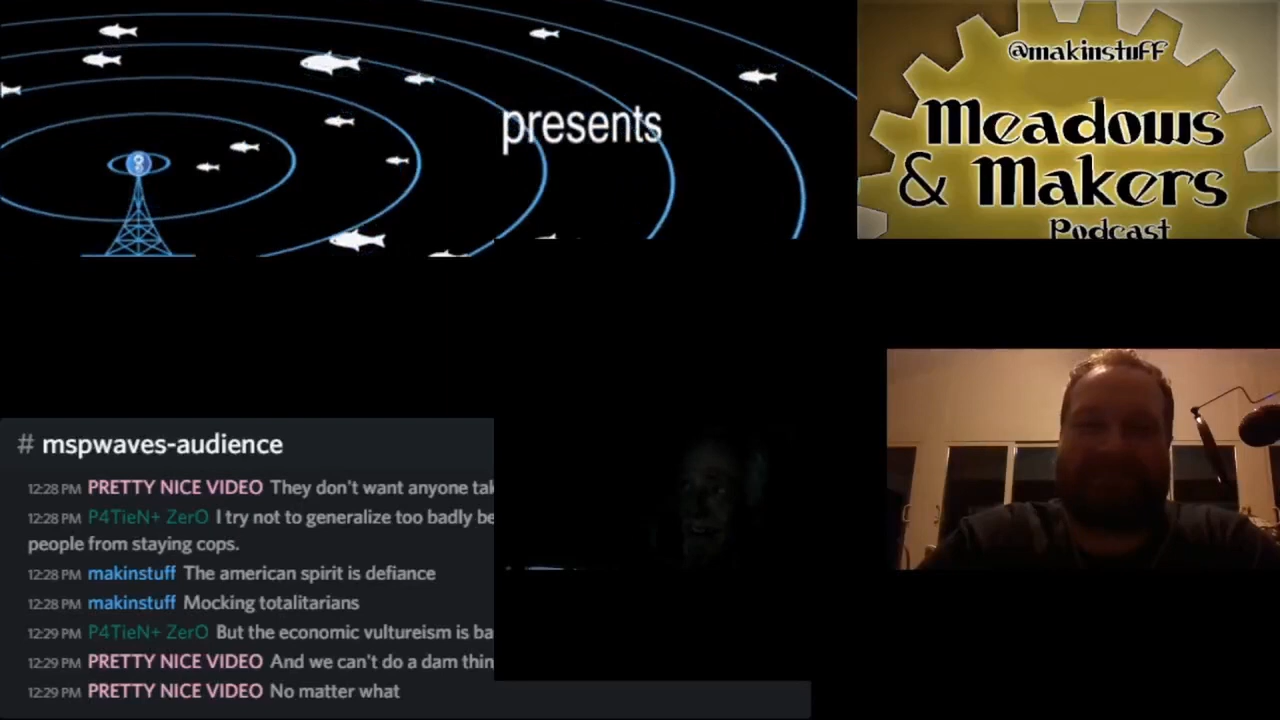 presents
@makinstuff
Meadows
& Makers
Podcast
# mspwaves-audience
12:28 PM PRETTY NICE VIDEO They don't want anyone tak
12:28 PM P4TieN+ ZerO I try not to generalize too badly be
people from staying cops.
12:28 PM makinstuff The american spirit is defiance
12:28 PM makinstuff Mocking totalitarians
12:29 PM P4TieN+ ZerO But the economic vultureism is ba
12:29 PM PRETTY NICE VIDEO And we can't do a dam thin
12:29 PM PRETTY NICE VIDEO No matter what